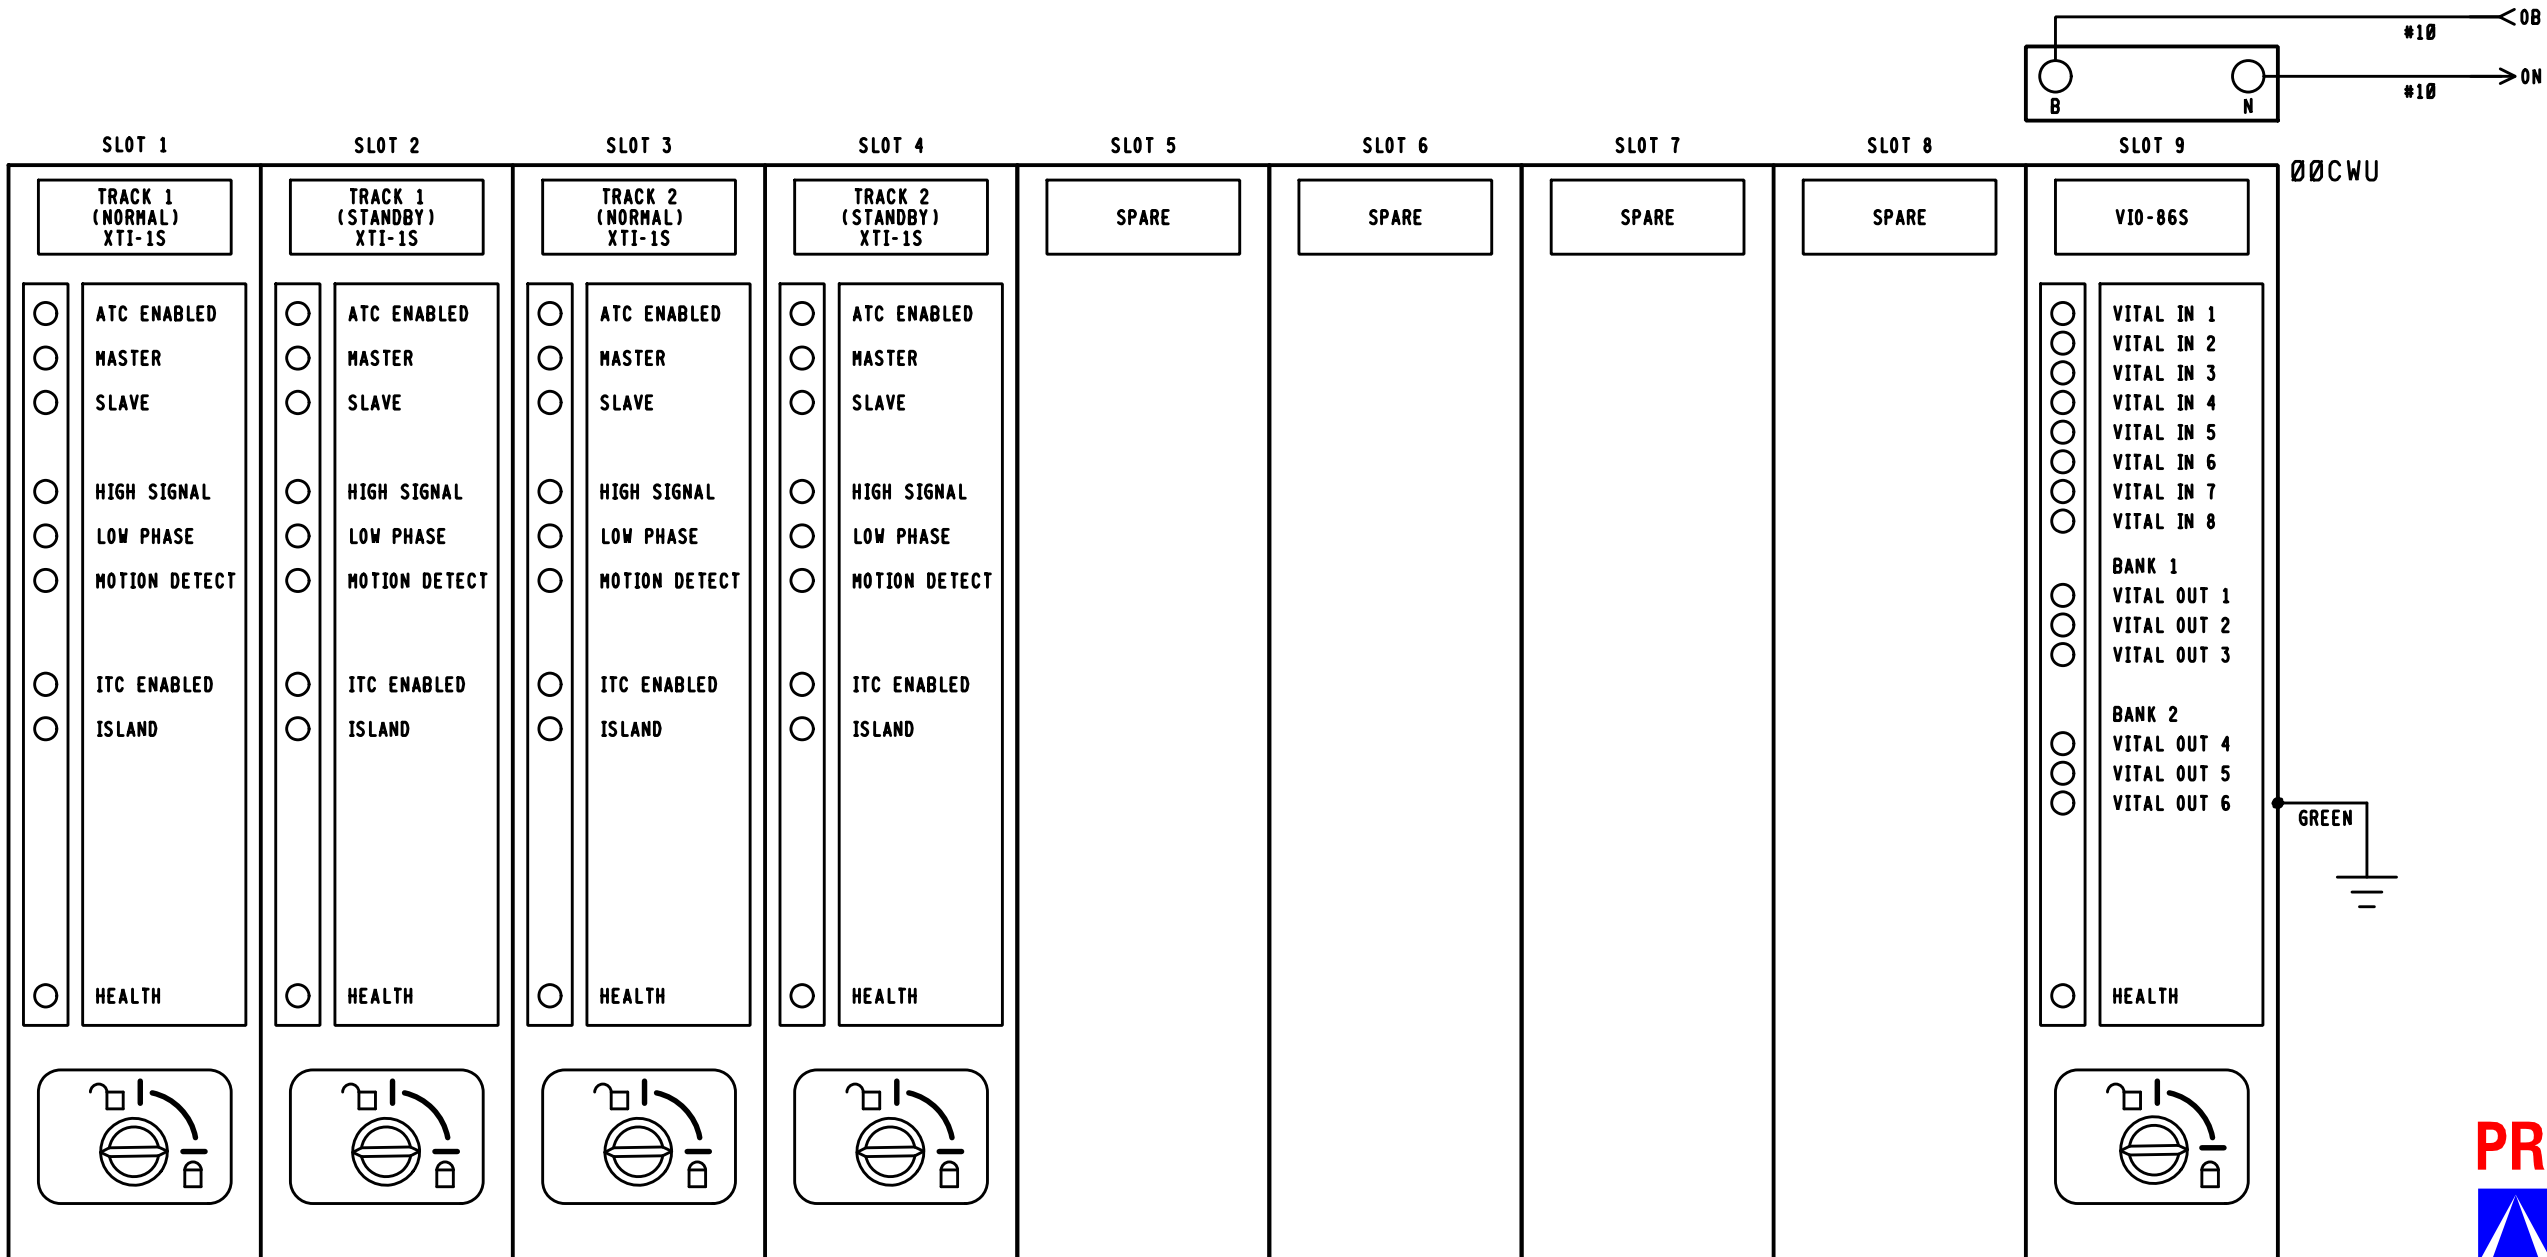 0B
#10
0N
#10
B
N
SLOT 1
SLOT 2
SLOT 3
SLOT 4
SLOT 5
SLOT 6
SLOT 7
SLOT 8
SLOT 9
ØØCWU
TRACK 1
(NORMAL)
XTI-1S
TRACK 1
(STANDBY)
XTI-1S
TRACK 2
(NORMAL)
XTI-1S
TRACK 2
(STANDBY)
XTI-1S
SPARE
SPARE
SPARE
SPARE
VIO-86S
ATC ENABLED
MASTER
SLAVE
HIGH SIGNAL
LOW PHASE
MOTION DETECT
ITC ENABLED
ISLAND
HEALTH
ATC ENABLED
MASTER
SLAVE
HIGH SIGNAL
LOW PHASE
MOTION DETECT
ITC ENABLED
ISLAND
HEALTH
ATC ENABLED
MASTER
SLAVE
HIGH SIGNAL
LOW PHASE
MOTION DETECT
ITC ENABLED
ISLAND
HEALTH
ATC ENABLED
MASTER
SLAVE
HIGH SIGNAL
LOW PHASE
MOTION DETECT
ITC ENABLED
ISLAND
HEALTH
VITAL IN 1
VITAL IN 2
VITAL IN 3
VITAL IN 4
VITAL IN 5
VITAL IN 6
VITAL IN 7
VITAL IN 8
BANK 1
VITAL OUT 1
VITAL OUT 2
VITAL OUT 3
BANK 2
VITAL OUT 4
VITAL OUT 5
VITAL OUT 6
HEALTH
GREEN
PR